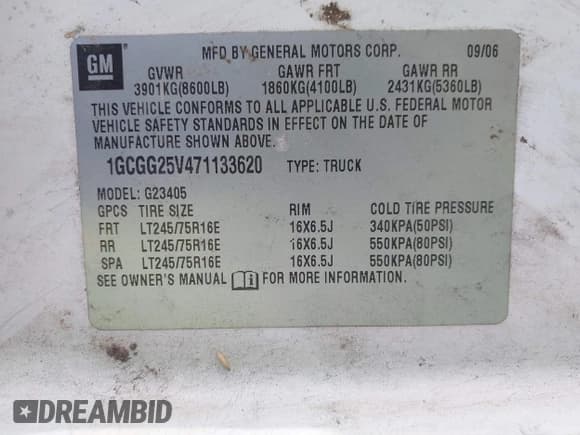 GM
MFD BY GENERAL MOTORS CORP. 09/06
GVWR GAWR FRT GAWR RR
3901KG(8600LB) 1860KG(4100LB) 2431KG(5360LB)
THIS VEHICLE CONFORMS TO ALL APPLICABLE U.S. FEDERAL MOTOR
VEHICLE SAFETY STANDARDS IN EFFECT ON THE DATE OF
MANUFACTURE SHOWN ABOVE.
1GCGG25V471133620 TYPE: TRUCK
MODEL: G23405
GPCS TIRE SIZE RIM COLD TIRE PRESSURE
FRT LT245/75R16E 16X6.5J 340KPA(50PSI)
RR LT245/75R16E 16X6.5J 550KPA(80PSI)
SPA LT245/75R16E 16X6.5J 550KPA(80PSI)
SEE OWNER'S MANUAL FOR MORE INFORMATION.
DREAMBID